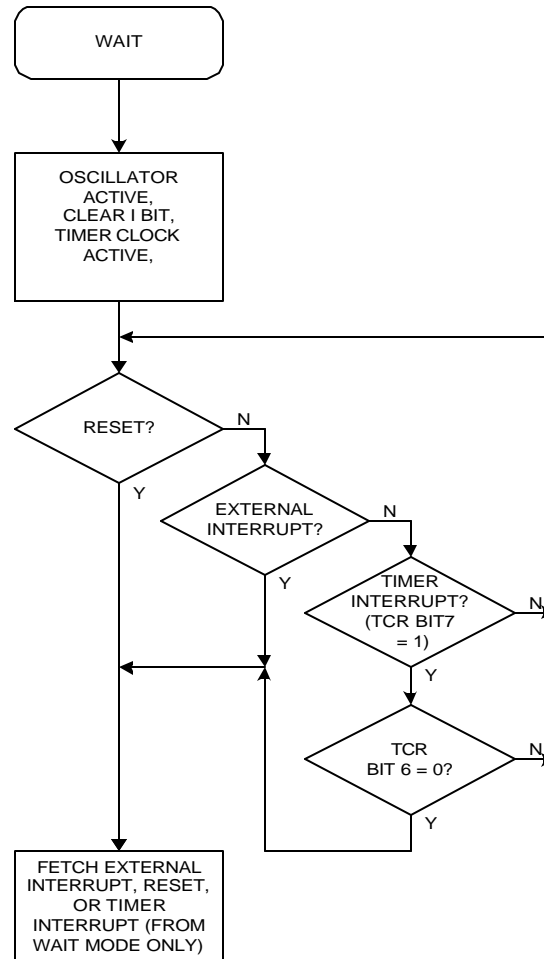 WAIT
OSCILLATOR
ACTIVE,
CLEAR I BIT,
TIMER CLOCK
ACTIVE,
RESET?
N
Y
EXTERNAL
INTERRUPT?
N
Y
TIMER
INTERRUPT?
(TCR BIT7
= 1)
N
Y
TCR
BIT 6 = 0?
N
Y
FETCH EXTERNAL
INTERRUPT, RESET,
OR TIMER
INTERRUPT (FROM
WAIT MODE ONLY)